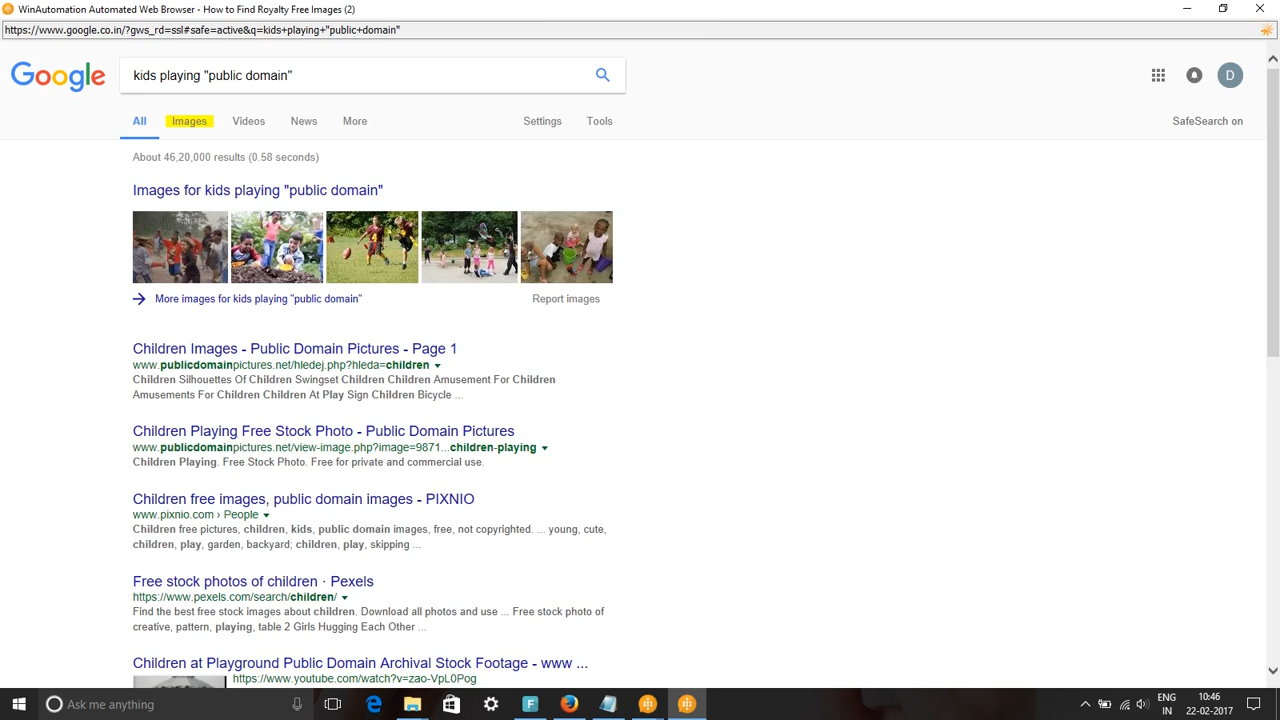 WinAutomation Automated Web Browser - How to Find Royalty Free Images (2)
https://www.google.co.in/?gws_rd=ssl#safe=active&q=kids+playing+"public+domain"
Google
kids playing "public domain"
D
All Images Videos News More Settings Tools SafeSearch on
About 46,20,000 results (0.58 seconds)
Images for kids playing "public domain"
More images for kids playing "public domain" Report images
Children Images - Public Domain Pictures - Page 1
www.publicdomainpictures.net/hledej.php?hleda=children
Children Silhouettes Of Children Swingset Children Children Amusement For Children
Amusements For Children Children At Play Sign Children Bicycle ...
Children Playing Free Stock Photo - Public Domain Pictures
www.publicdomainpictures.net/view-image.php?image=9871...children-playing
Children Playing. Free Stock Photo. Free for private and commercial use.
Children free images, public domain images - PIXNIO
www.pixnio.com › People
Children free pictures, children, kids, public domain images, free, not copyrighted. ... young, cute,
children, play, garden, backyard; children, play, skipping ...
Free stock photos of children · Pexels
https://www.pexels.com/search/children/
Find the best free stock images about children. Download all photos and use ... Free stock photo of
creative, pattern, playing, table 2 Girls Hugging Each Other ...
Children at Playground Public Domain Archival Stock Footage - www ...
https://www.youtube.com/watch?v=zao-VpL0Pog
Ask me anything
F
ENG
IN
10:46
22-02-2017